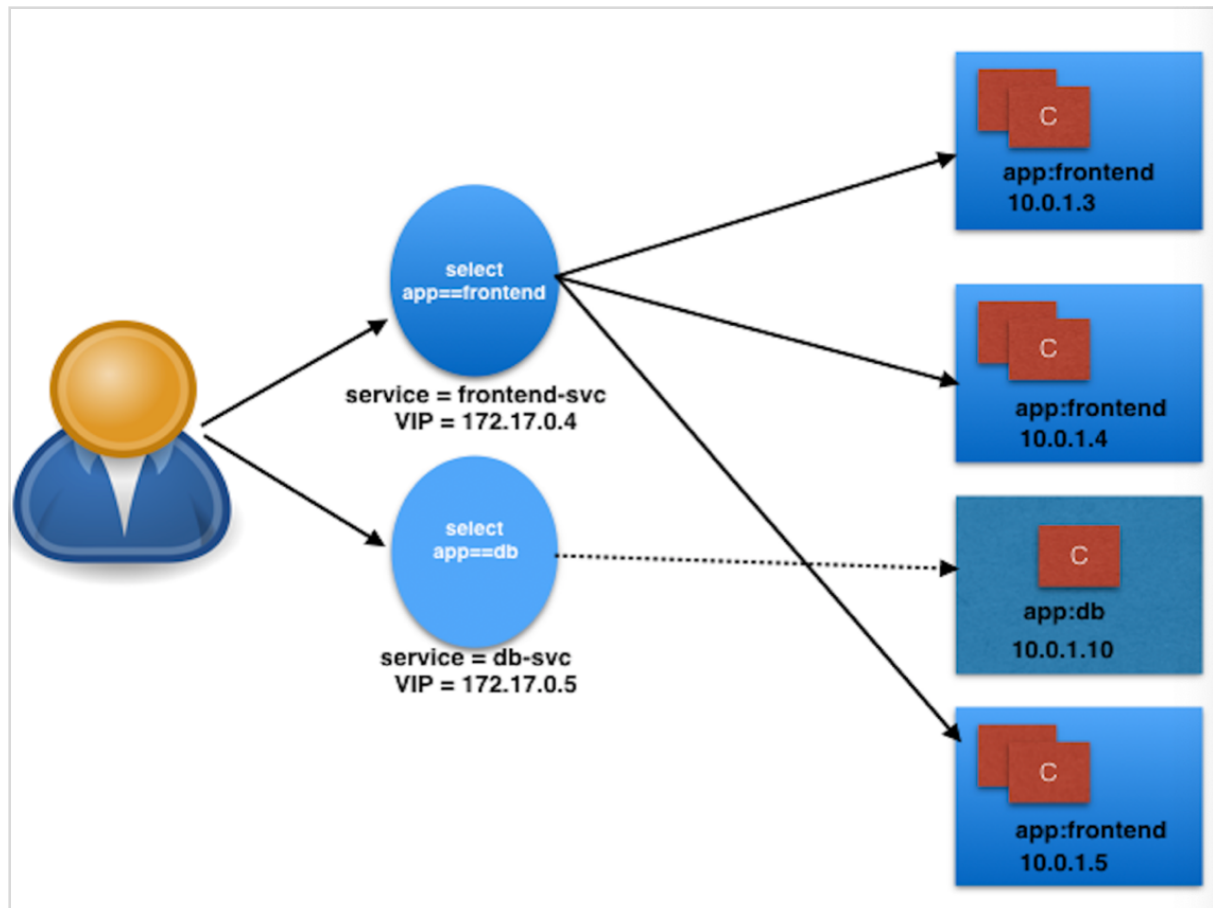 select
app==frontend
service = frontend-svc
VIP = 172.17.0.4
select
app==db
service = db-svc
VIP = 172.17.0.5
C
app:frontend
10.0.1.3
C
app:frontend
10.0.1.4
C
app:db
10.0.1.10
C
app:frontend
10.0.1.5